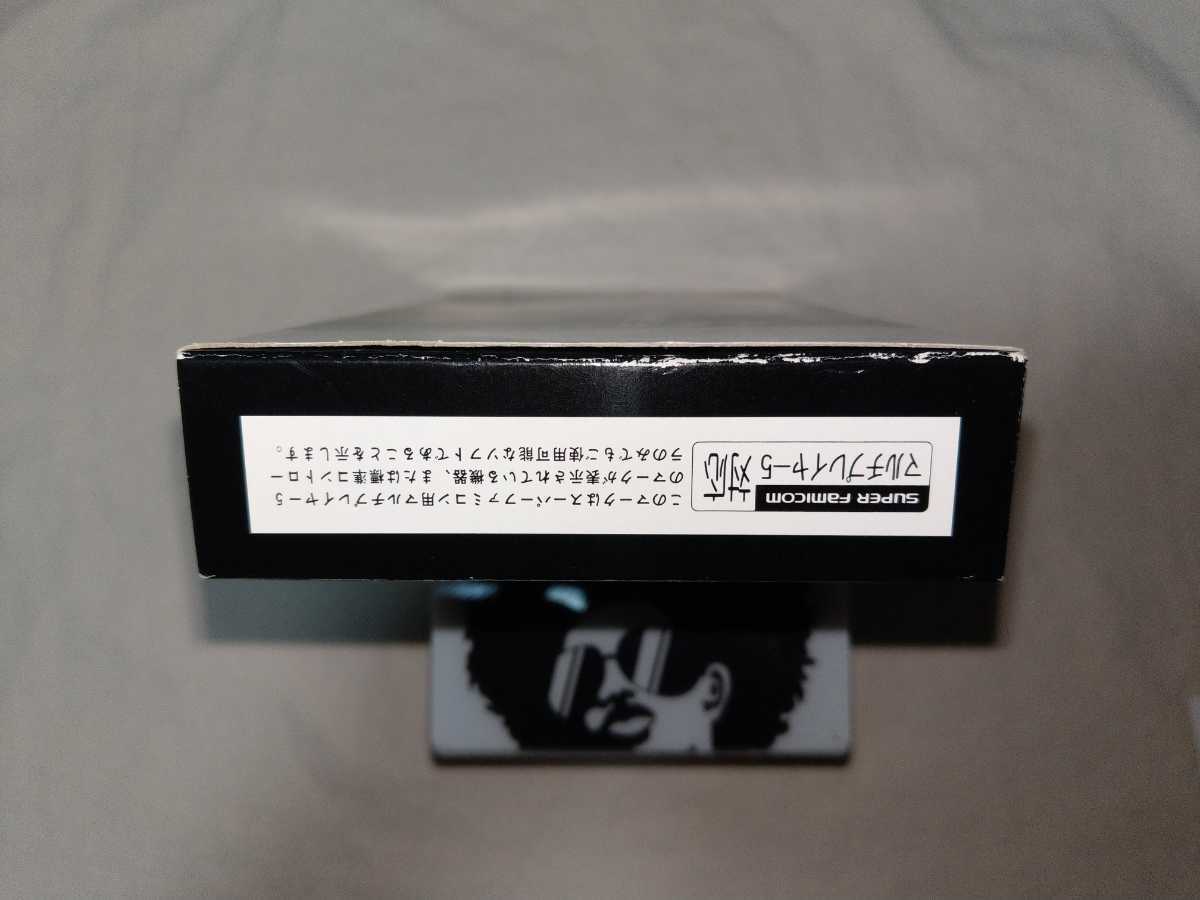 SUPER FAMICOM
マルチプレイヤー5
対応
このマークはスーパーファミコン用マルチプレイヤー5
のマークが表示されている機器、または標準コントロー
ラのみでもご使用可能なソフトであることを示します。